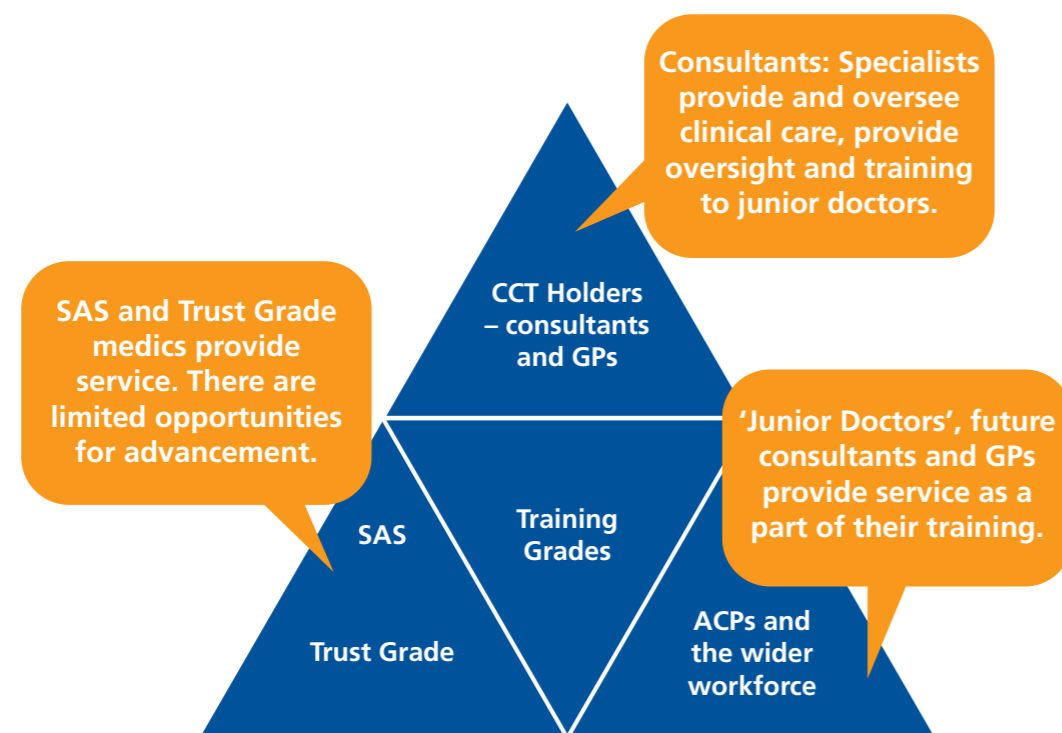 Consultants: Specialists
provide and oversee
clinical care, provide
oversight and training
to junior doctors.
CCT Holders
– consultants
and GPs
SAS and Trust Grade
medics provide
service. There are
limited opportunities
for advancement.
‘Junior Doctors’, future
consultants and GPs
provide service as a
part of their training.
SAS
Trust Grade
Training
Grades
ACPs and
the wider
workforce